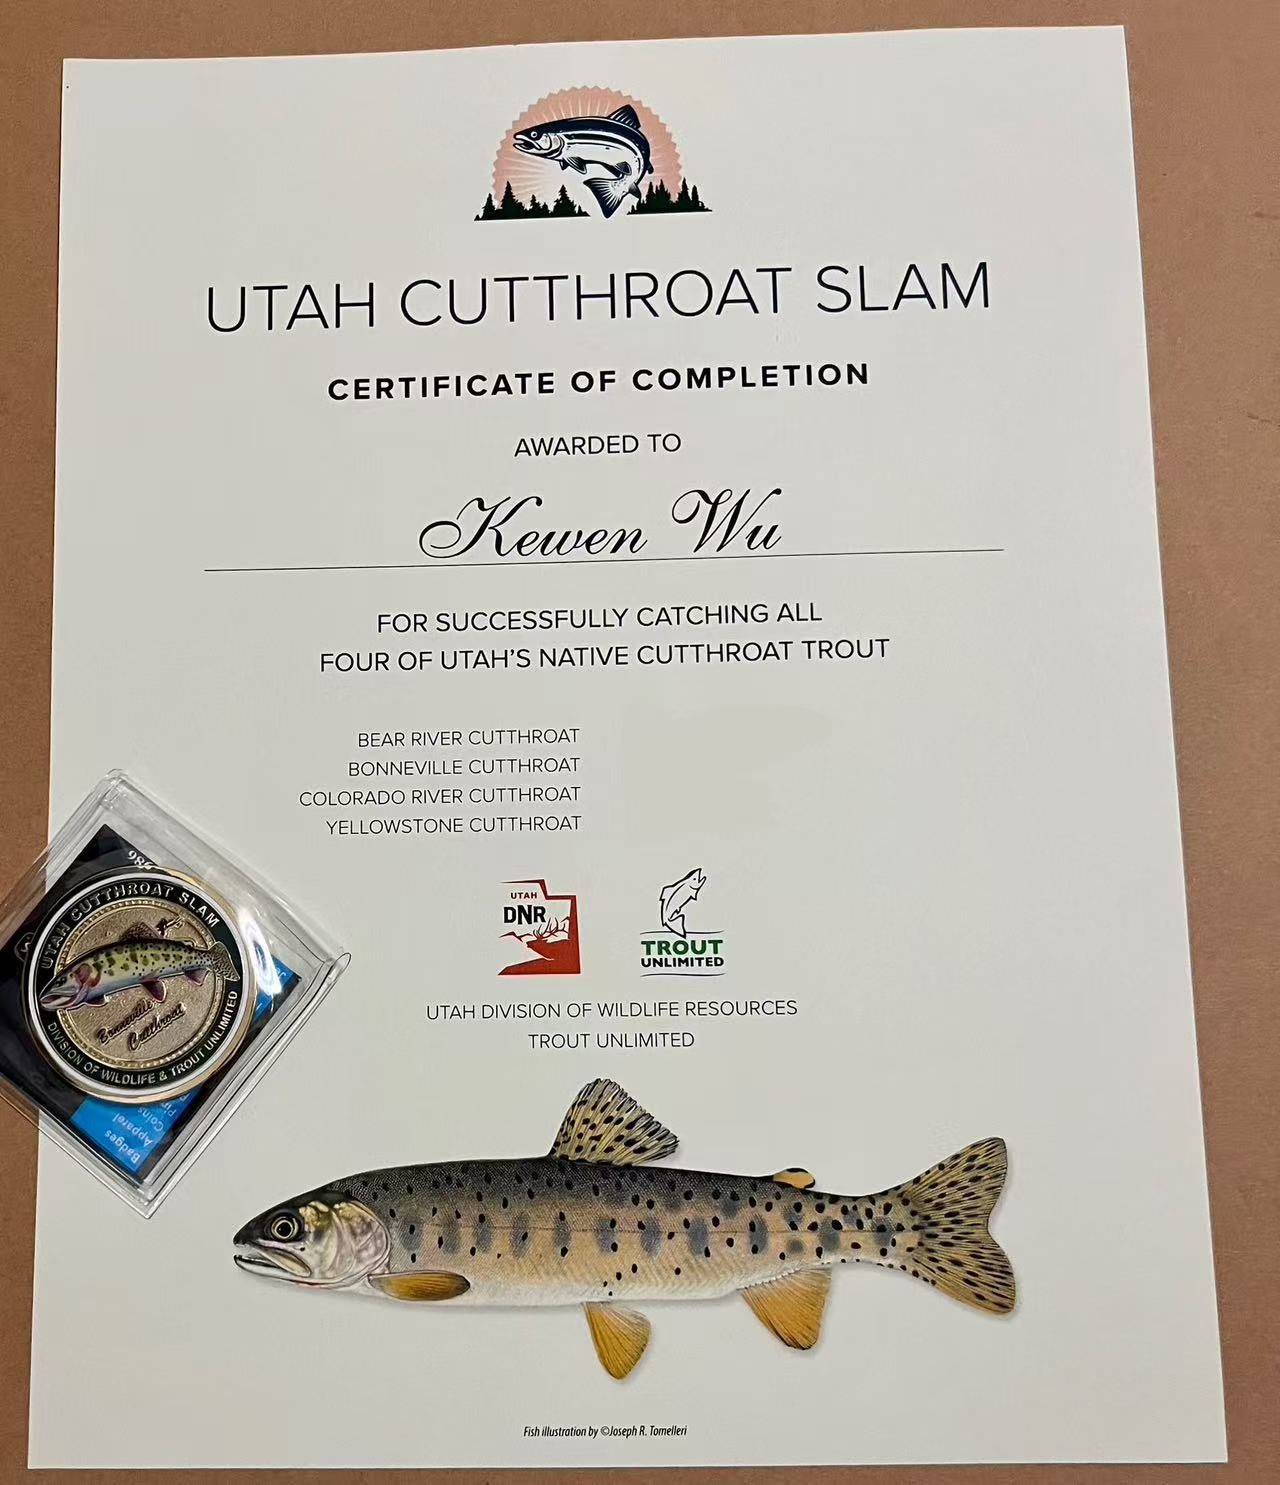 UTAH CUTTHROAT SLAM
CERTIFICATE OF COMPLETION
AWARDED TO
Kewen Wu
FOR SUCCESSFULLY CATCHING ALL
FOUR OF UTAH'S NATIVE CUTTHROAT TROUT
BEAR RIVER CUTTHROAT
BONNEVILLE CUTTHROAT
COLORADO RIVER CUTTHROAT
YELLOWSTONE CUTTHROAT
UTAH
DNR
TROUT
UNLIMITED
UTAH DIVISION OF WILDLIFE RESOURCES
TROUT UNLIMITED
UTAH CUTTHROAT SLAM
Bonneville
Cutthroat
DIVISION OF WILDLIFE & TROUT UNLIMITED
Coins
Apparel
Badges
Fish illustration by ©Joseph R. Tomelleri